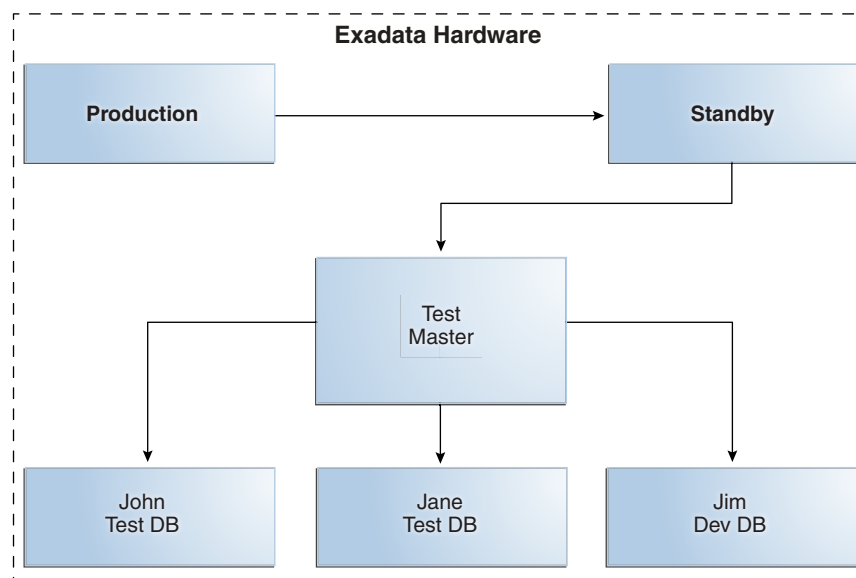 Exadata Hardware
Production
Standby
Test
Master
John
Test DB
Jane
Test DB
Jim
Dev DB